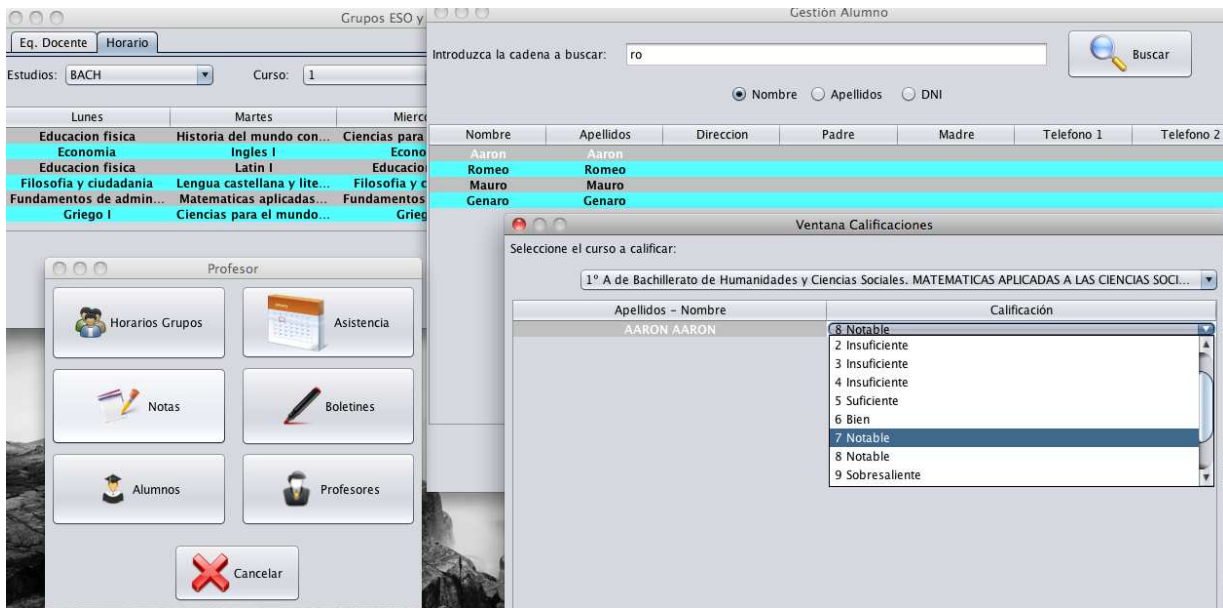 Grupos ESO y
Eq. Docente Horario
Estudios: BACH Curso: 1
Lunes Martes Mierc
Educacion fisica Historia del mundo con... Ciencias para
Economia Ingles I Econo
Educacion fisica Latin I Educacio
Filosofia y ciudadania Lengua castellana y lite... Filosofia y c
Fundamentos de admin... Matematicas aplicadas... Fundamentos
Griego I Ciencias para el mundo... Grieg
Gestión Alumno
Introduzca la cadena a buscar: ro Buscar
Nombre Apellidos DNI
Nombre Apellidos Direccion Padre Madre Telefono 1 Telefono 2
Aaron Aaron
Romeo Romeo
Mauro Mauro
Genaro Genaro
Profesor
Horarios Grupos Asistencia
Notas Boletines
Alumnos Profesores
Cancelar
Ventana Calificaciones
Seleccione el curso a calificar:
1º A de Bachillerato de Humanidades y Ciencias Sociales. MATEMATICAS APLICADAS A LAS CIENCIAS SOCI...
Apellidos - Nombre Calificación
AARON AARON 8 Notable
2 Insuficiente
3 Insuficiente
4 Insuficiente
5 Suficiente
6 Bien
7 Notable
8 Notable
9 Sobresaliente